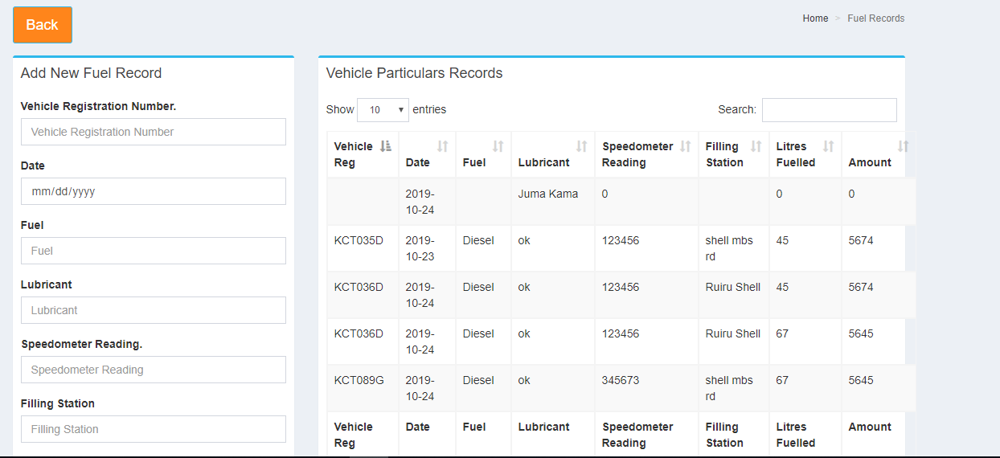 Back
Home > Fuel Records
Add New Fuel Record
Vehicle Registration Number.
Vehicle Registration Number
Date
mm/dd/yyyy
Fuel
Fuel
Lubricant
Lubricant
Speedometer Reading.
Speedometer Reading
Filling Station
Filling Station
Vehicle Particulars Records
Show 10 entries Search:
Vehicle Reg Date Fuel Lubricant Speedometer Reading Filling Station Litres Fuelled Amount
2019-10-24 Juma Kama 0 0 0
KCT035D 2019-10-23 Diesel ok 123456 shell mbs rd 45 5674
KCT036D 2019-10-24 Diesel ok 123456 Ruiru Shell 45 5674
KCT036D 2019-10-24 Diesel ok 123456 Ruiru Shell 67 5645
KCT089G 2019-10-24 Diesel ok 345673 shell mbs rd 67 5645
Vehicle Reg Date Fuel Lubricant Speedometer Reading Filling Station Litres Fuelled Amount